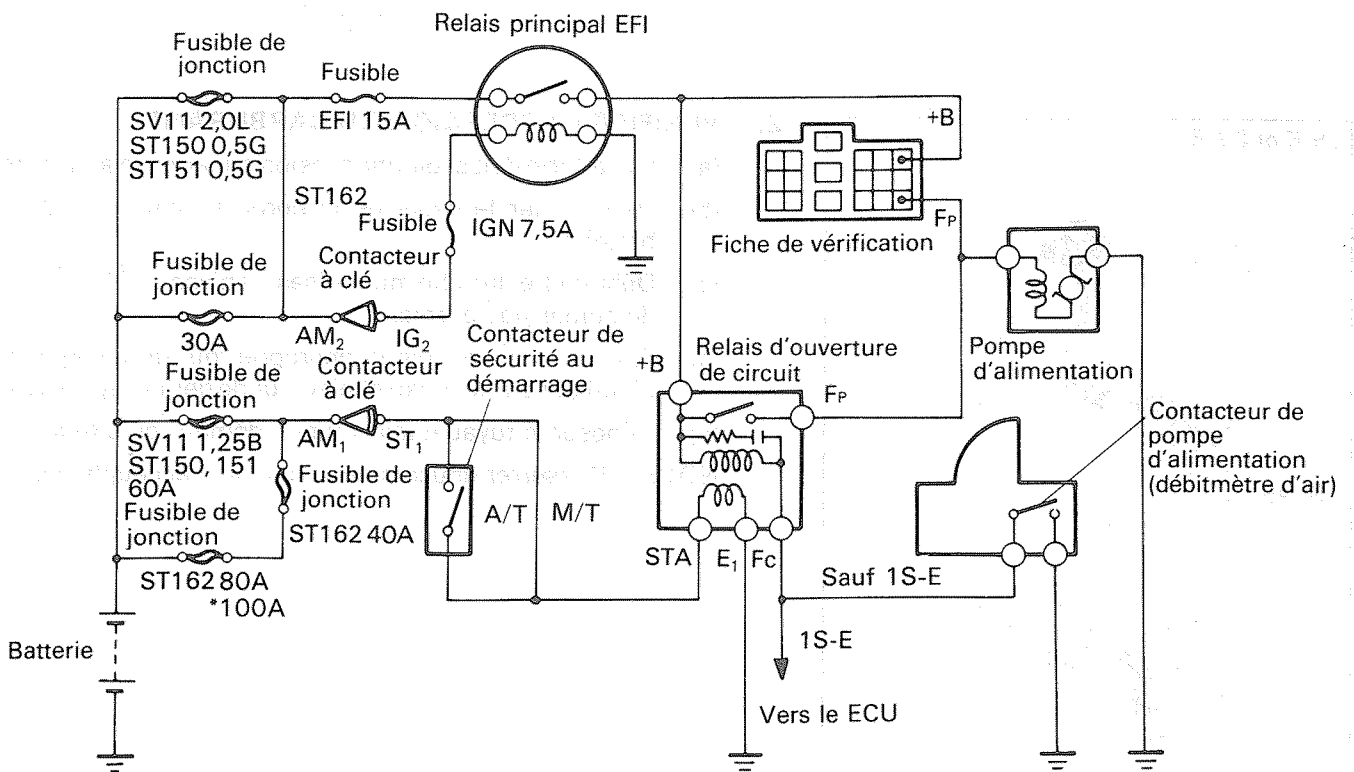 Relais principal EFI
Fusible de
jonction
Fusible
SV11 2,0L
ST150 0,5G
ST151 0,5G
EFI 15A
+B
ST162
Fusible
IGN 7,5A
FP
Fiche de vérification
Fusible de
jonction
Contacteur
à clé
30A
AM2
IG2
Contacteur de
sécurité au
démarrage
+B
Relais d'ouverture
de circuit
FP
Pompe
d'alimentation
Fusible de
jonction
Contacteur
à clé
SV11 1,25B
ST150, 151
60A
AM1
ST1
Contacteur de
pompe
d'alimentation
(débitmètre d'air)
Fusible de
jonction
ST162 40A
A/T
M/T
Fusible de
jonction
ST162 80A
*100A
STA
E1
Fc
Sauf 1S-E
Batterie
1S-E
Vers le ECU